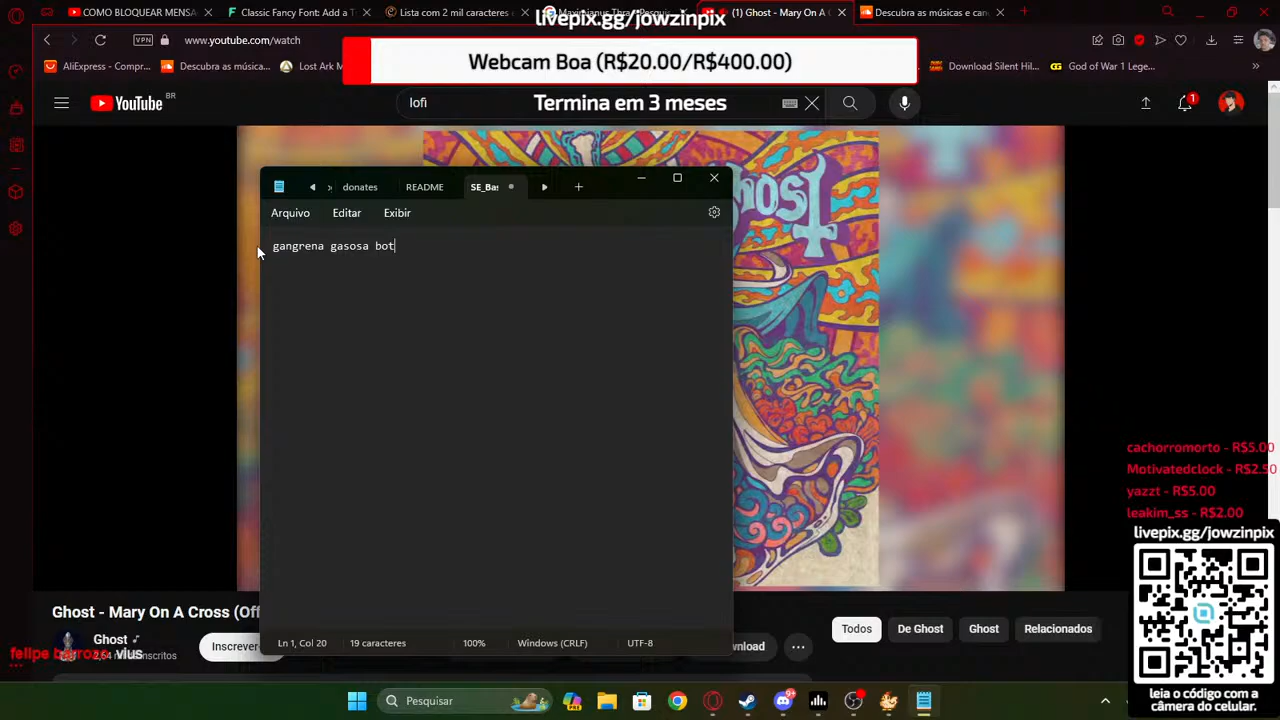 COMO BLOQUEAR MENSA
Classic Fancy Font: Add a T
Lista com 2 mil caracteres
(1) Ghost - Mary On A C
Descubra as músicas e can
livepix.gg/jowzinpix
VPN
www.youtube.com/watch
Webcam Boa (R$20.00/R$400.00)
AliExpress - Compr...
Descubra as música...
Lost Ark M
Download Silent Hil...
God of War 1 Lege...
YouTube
BR
lofi
Termina em 3 meses
1
donates
README
SE_Bas
Arquivo
Editar
Exibir
gangrena gasosa bot
Ln 1, Col 20
19 caracteres
100%
Windows (CRLF)
UTF-8
cachorromorto - R$5.00
Motivatedclock - R$2.50
yazzt - R$5.00
leakim_ss - R$2.00
livepix.gg/jowzinpix
Ghost - Mary On A Cross (Off
Ghost
Inscrever
vius
wnload
Todos
De Ghost
Ghost
Relacionados
Pesquisar
leia o código com a
câmera do celular.